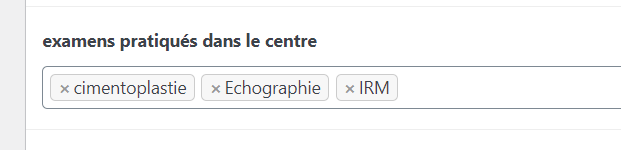 examens pratiqués dans le centre
× cimentoplastie × Echographie × IRM